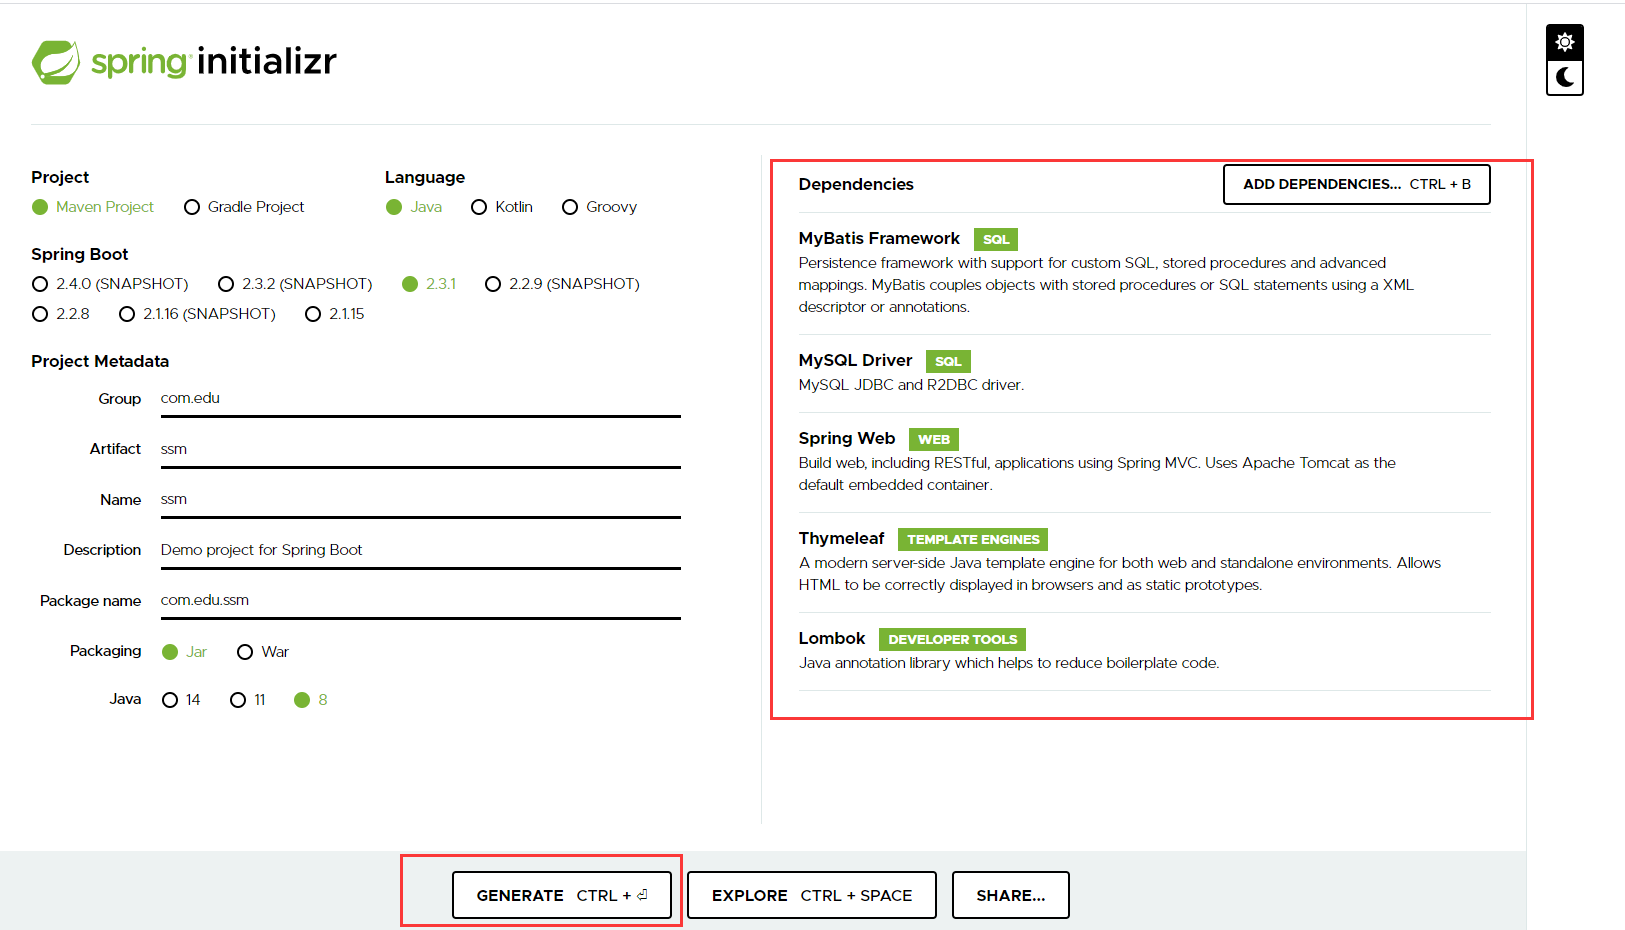 spring initializr
Project
Maven Project Gradle Project
Language
Java Kotlin Groovy
Spring Boot
2.4.0 (SNAPSHOT) 2.3.2 (SNAPSHOT) 2.3.1 2.2.9 (SNAPSHOT)
2.2.8 2.1.16 (SNAPSHOT) 2.1.15
Project Metadata
Group com.edu
Artifact ssm
Name ssm
Description Demo project for Spring Boot
Package name com.edu.ssm
Packaging Jar War
Java 14 11 8
Dependencies ADD DEPENDENCIES... CTRL + B
MyBatis Framework SQL
Persistence framework with support for custom SQL, stored procedures and advanced
mappings. MyBatis couples objects with stored procedures or SQL statements using a XML
descriptor or annotations.
MySQL Driver SQL
MySQL JDBC and R2DBC driver.
Spring Web WEB
Build web, including RESTful, applications using Spring MVC. Uses Apache Tomcat as the
default embedded container.
Thymeleaf TEMPLATE ENGINES
A modern server-side Java template engine for both web and standalone environments. Allows
HTML to be correctly displayed in browsers and as static prototypes.
Lombok DEVELOPER TOOLS
Java annotation library which helps to reduce boilerplate code.
GENERATE CTRL + ⏎ EXPLORE CTRL + SPACE SHARE...